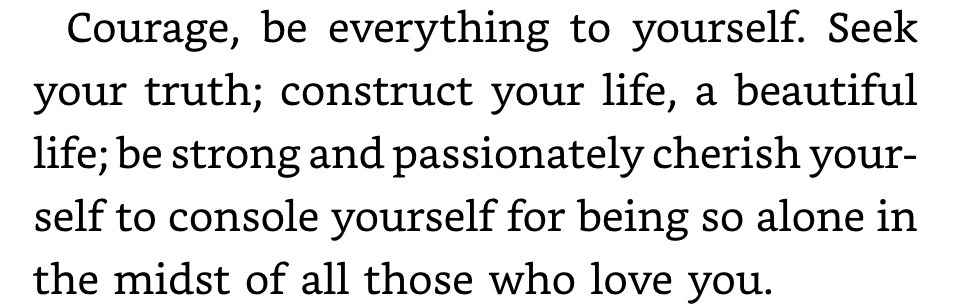 Courage, be everything to yourself. Seek
your truth; construct your life, a beautiful
life; be strong and passionately cherish your-
self to console yourself for being so alone in
the midst of all those who love you.